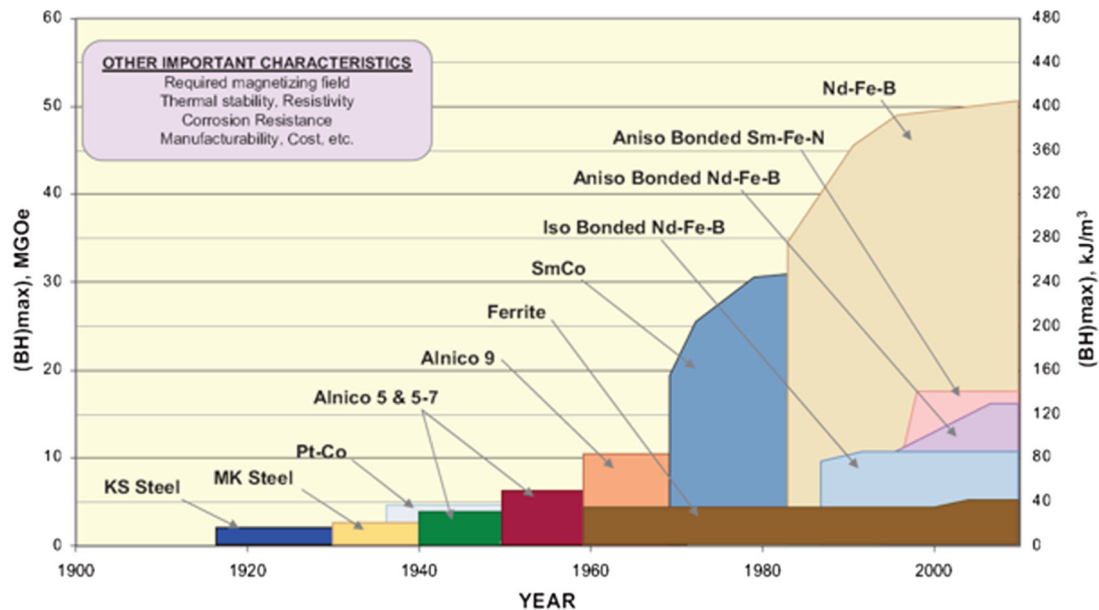 60
50
40
30
20
10
0
(BH)max), MGOe
480
440
400
360
320
280
240
200
160
120
80
40
0
(BH)max), kJ/m³
OTHER IMPORTANT CHARACTERISTICS
Required magnetizing field
Thermal stability, Resistivity
Corrosion Resistance
Manufacturability, Cost, etc.
Nd-Fe-B
Aniso Bonded Sm-Fe-N
Aniso Bonded Nd-Fe-B
Iso Bonded Nd-Fe-B
SmCo
Ferrite
Alnico 9
Alnico 5 & 5-7
Pt-Co
MK Steel
KS Steel
1900
1920
1940
1960
1980
2000
YEAR